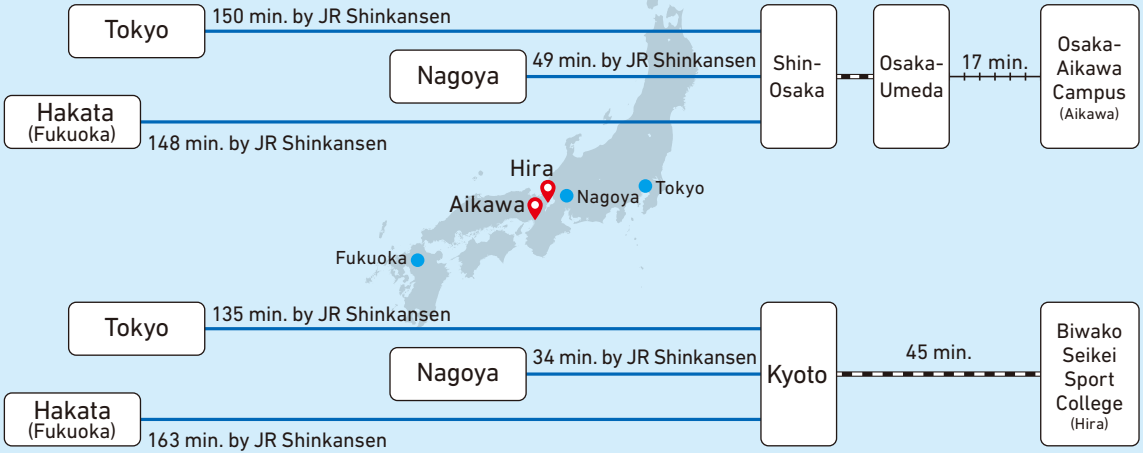 Tokyo
150 min. by JR Shinkansen
Nagoya
49 min. by JR Shinkansen
Hakata
(Fukuoka)
148 min. by JR Shinkansen
Shin-
Osaka
Osaka-
Umeda
17 min.
Osaka-
Aikawa
Campus
(Aikawa)
Hira
Aikawa
Nagoya
Tokyo
Fukuoka
Tokyo
135 min. by JR Shinkansen
Nagoya
34 min. by JR Shinkansen
Hakata
(Fukuoka)
163 min. by JR Shinkansen
Kyoto
45 min.
Biwako
Seikei
Sport
College
(Hira)